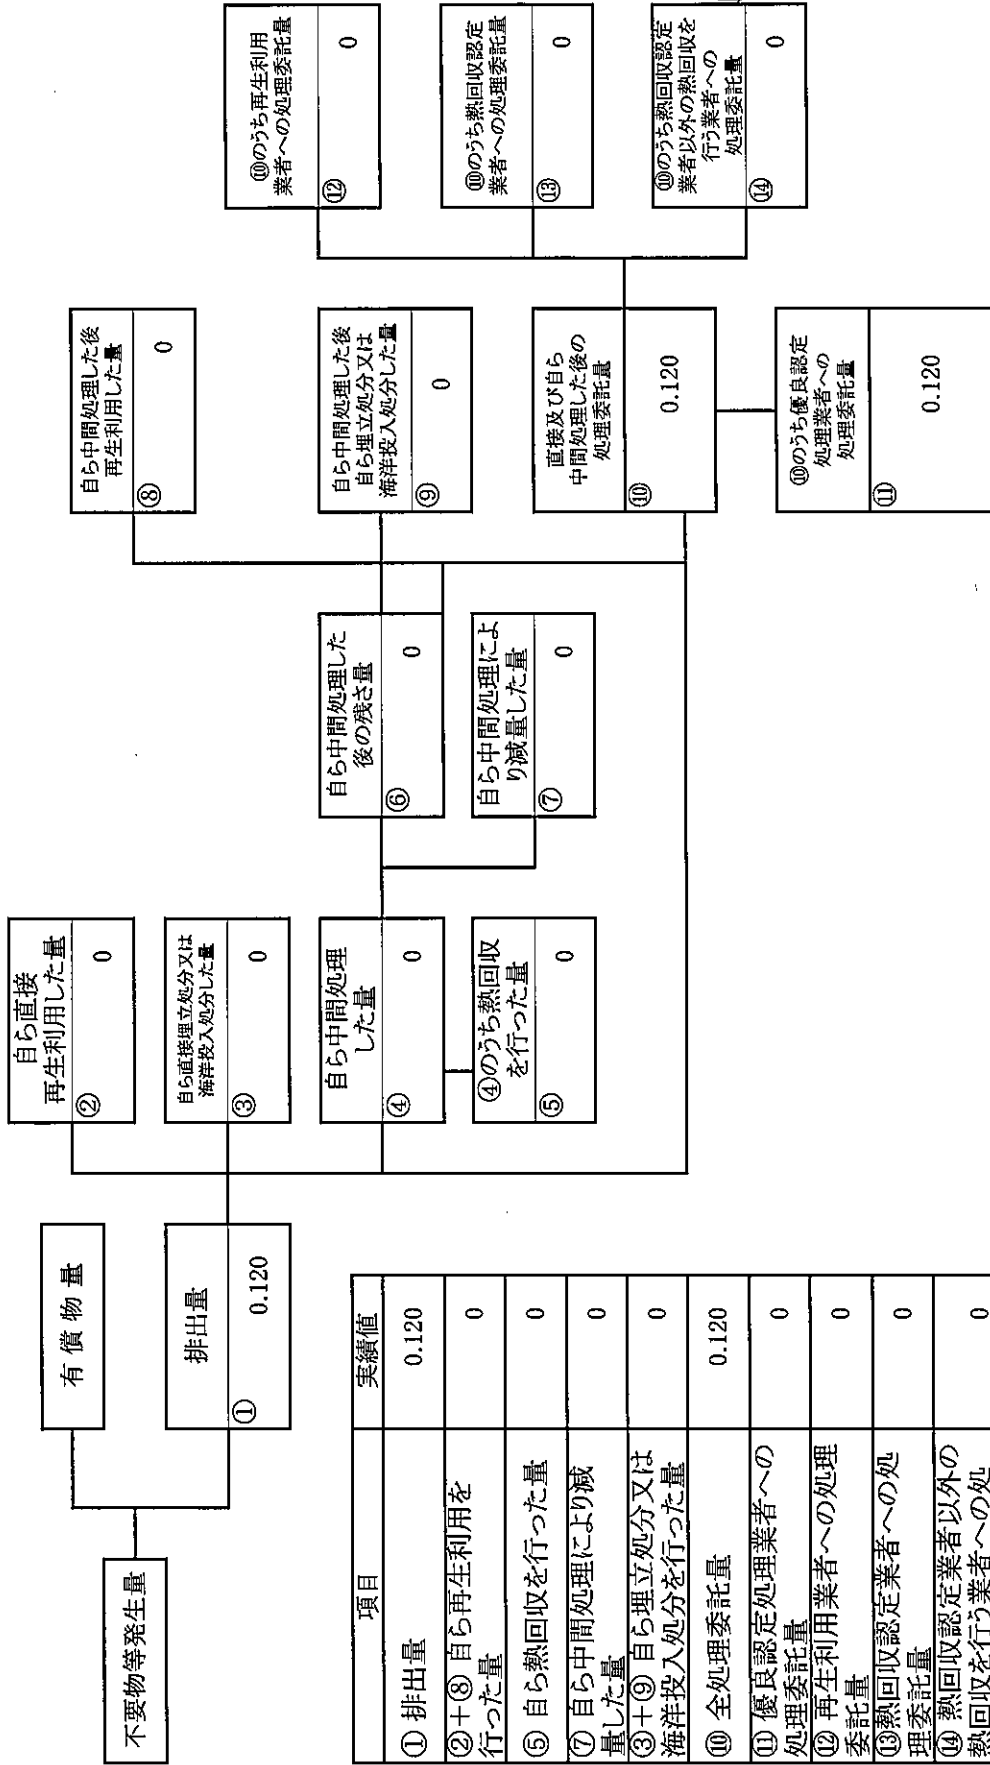 不要物等発生量
有 償 物 量
排出量
①
0.120
自ら直接
再生利用した量
②
0
自ら直接埋立処分又は
海洋投入処分した量
③
0
自ら中間処理
した量
④
0
④のうち熱回収
を行った量
⑤
0
自ら中間処理した
後の残さ量
⑥
0
自ら中間処理によ
り減量した量
⑦
0
自ら中間処理した後
再生利用した量
⑧
0
自ら中間処理した後
自ら埋立処分又は
海洋投入処分した量
⑨
0
直接及び自ら
中間処理した後の
処理委託量
⑩
0.120
⑩のうち優良認定
処理業者への
処理委託量
⑪
0.120
⑩のうち再生利用
業者への処理委託量
⑫
0
⑩のうち熱回収認定
業者への処理委託量
⑬
0
⑩のうち熱回収認定
業者以外の熱回収を
行う業者への
処理委託量
⑭
0
項目 実績値
① 排出量 0.120
②＋⑧ 自ら再生利用を
行った量 0
⑤ 自ら熱回収を行った量 0
⑦ 自ら中間処理により減
量した量 0
③＋⑨ 自ら埋立処分又は
海洋投入処分を行った量 0
⑩ 全処理委託量 0.120
⑪ 優良認定処理業者への
処理委託量 0
⑫ 再生利用業者への処理
委託量 0
⑬熱回収認定業者への処
理委託量 0
⑭ 熱回収認定業者以外の
熱回収を行う業者への処 0